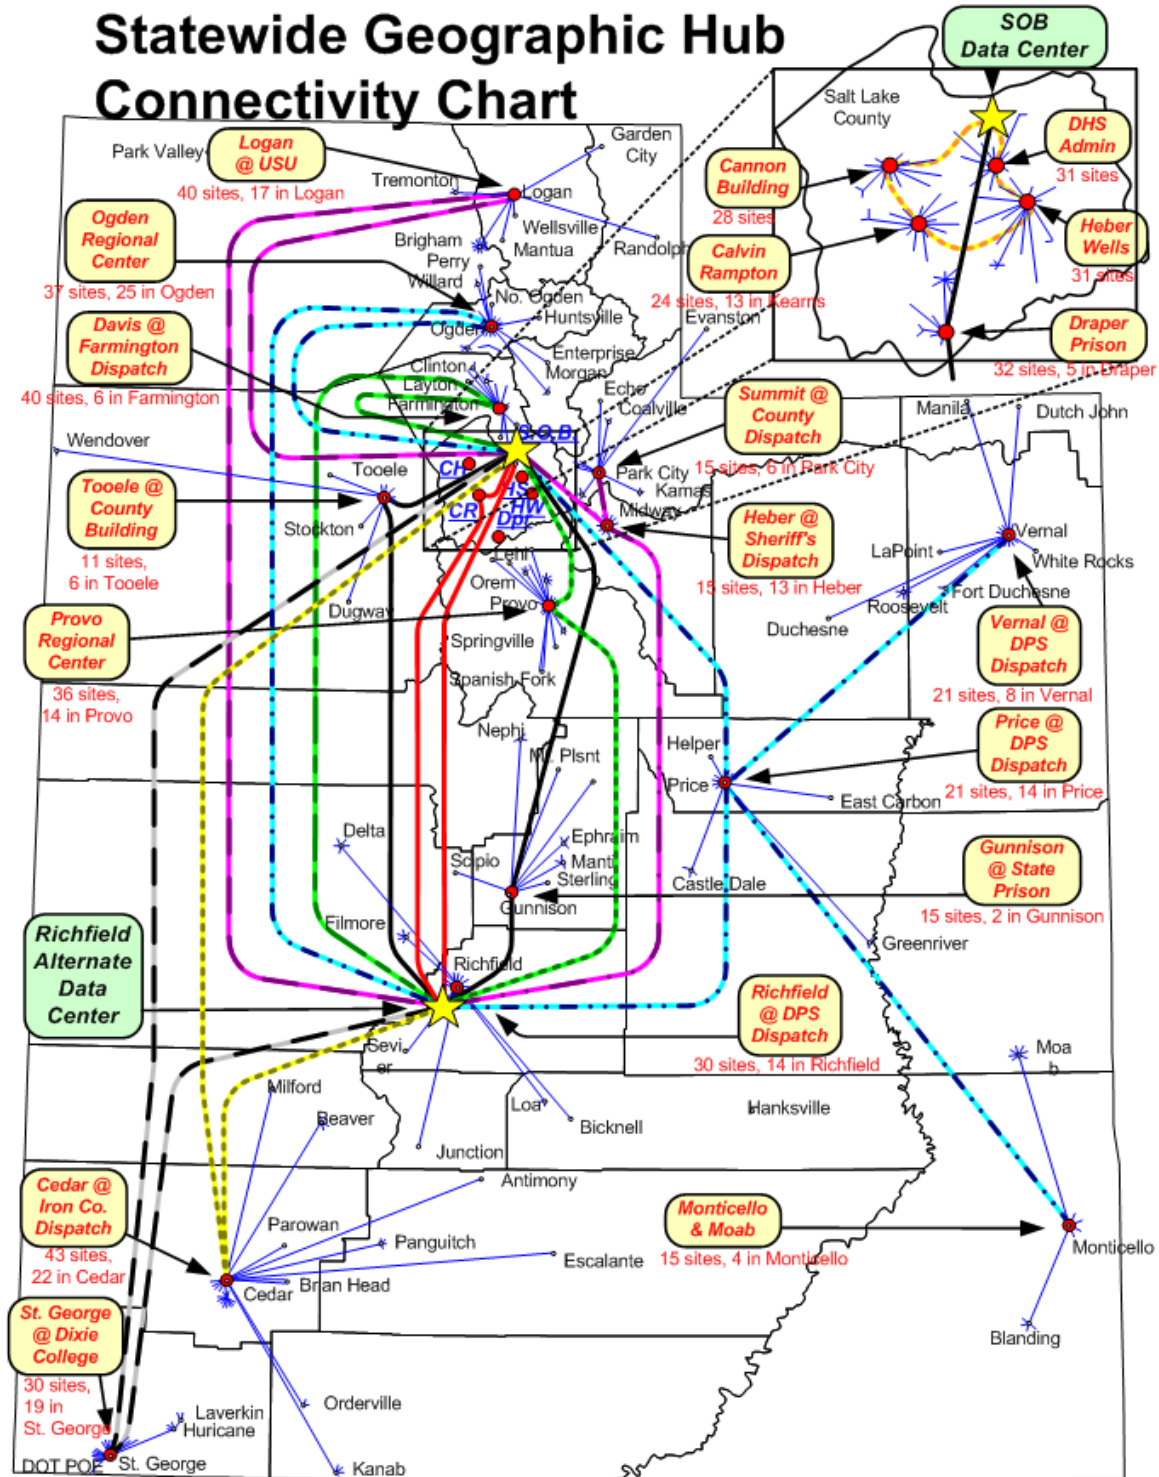 Statewide Geographic Hub
Connectivity Chart
SOB
Data Center
Salt Lake
County
DHS
Admin
31 sites
Cannon
Building
28 sites
Heber
Wells
31 sites
Calvin
Rampton
24 sites, 13 in Kearns
Draper
Prison
32 sites, 5 in Draper
Park Valley
Logan
@ USU
40 sites, 17 in Logan
Garden
City
Tremonton
Logan
Wellsville
Mantua
Randolph
Brigham
Perry
Willard
Ogden
Regional
Center
37 sites, 25 in Ogden
No. Ogden
Huntsville
Ogden
Evanston
Davis @
Farmington
Dispatch
40 sites, 6 in Farmington
Enterprise
Morgan
Clinton
Layton
Farmington
Echo
Coalville
Summit @
County
Dispatch
15 sites, 6 in Park City
Manila
Dutch John
Wendover
S.O.B.
CH
HS
HW
CR
Dpr
Tooele
Park City
Kamas
Midway
Tooele @
County
Building
11 sites,
6 in Tooele
Stockton
Dugway
Heber @
Sheriff's
Dispatch
15 sites, 13 in Heber
Vernal
LaPoint
White Rocks
Fort Duchesne
Roosevelt
Duchesne
Lehi
Orem
Provo
Springville
Spanish Fork
Provo
Regional
Center
36 sites,
14 in Provo
Vernal @
DPS
Dispatch
21 sites, 8 in Vernal
Nephi
Mt. Plsnt
Helper
Price
East Carbon
Price @
DPS
Dispatch
21 sites, 14 in Price
Delta
Scipio
Ephraim
Manti
Sterling
Gunnison
Castle Dale
Gunnison
@ State
Prison
15 sites, 2 in Gunnison
Filmore
Greenriver
Richfield
Alternate
Data
Center
Richfield
Richfield
@ DPS
Dispatch
30 sites, 14 in Richfield
Sevi
er
Moa
b
Milford
Beaver
Loa
Bicknell
Hanksville
Junction
Antimony
Cedar @
Iron Co.
Dispatch
43 sites,
22 in Cedar
Parowan
Panguitch
Escalante
Brian Head
Cedar
Monticello
& Moab
15 sites, 4 in Monticello
Monticello
Blanding
St. George
@ Dixie
College
30 sites,
19 in
St. George
Laverkin
Huricane
Orderville
DOT POE
St. George
Kanab